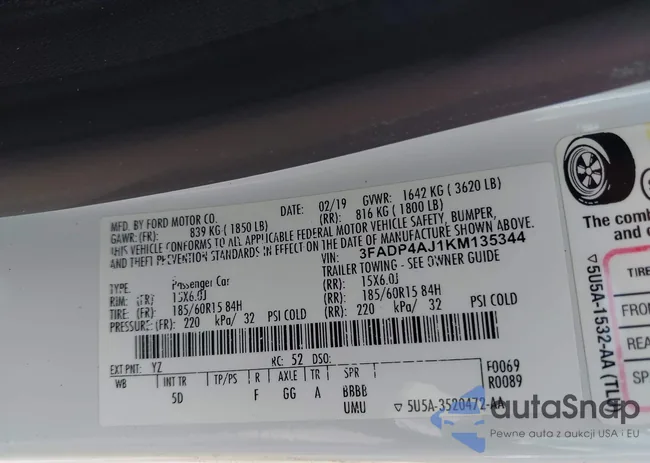 MFD. BY FORD MOTOR CO.
DATE: 02/19
GVWR: 1642 KG ( 3620 LB)
GAWR: (FR): 839 KG ( 1850 LB)
(RR): 816 KG ( 1800 LB)
THIS VEHICLE CONFORMS TO ALL APPLICABLE FEDERAL MOTOR VEHICLE SAFETY, BUMPER,
AND THEFT PREVENTION STANDARDS IN EFFECT ON THE DATE OF MANUFACTURE SHOWN ABOVE.
VIN: 3FADP4AJ1KM135344
TYPE: Passenger Car
TRAILER TOWING - SEE OWNER GUIDE
RIM: (FR) 15X6.0J
(RR): 15X6.0J
TIRE: (FR) 185/60R15 84H
(RR): 185/60R15 84H
PRESSURE: (FR): 220 kPa/ 32 PSI COLD
(RR): 220 kPa/ 32 PSI COLD
EXT PNT: YZ RC: 52 DSO:
F0069
R0089
WB INT TR TP/PS R AXLE TR SPR
5D F GG A BBBB
UMU
5U5A-3520472-AA
The comb
and c
TIRE
FRO
REA
SP
5U5A-1532-AA (TLU)
autaSnap
Pewne auta z aukcji USA i EU